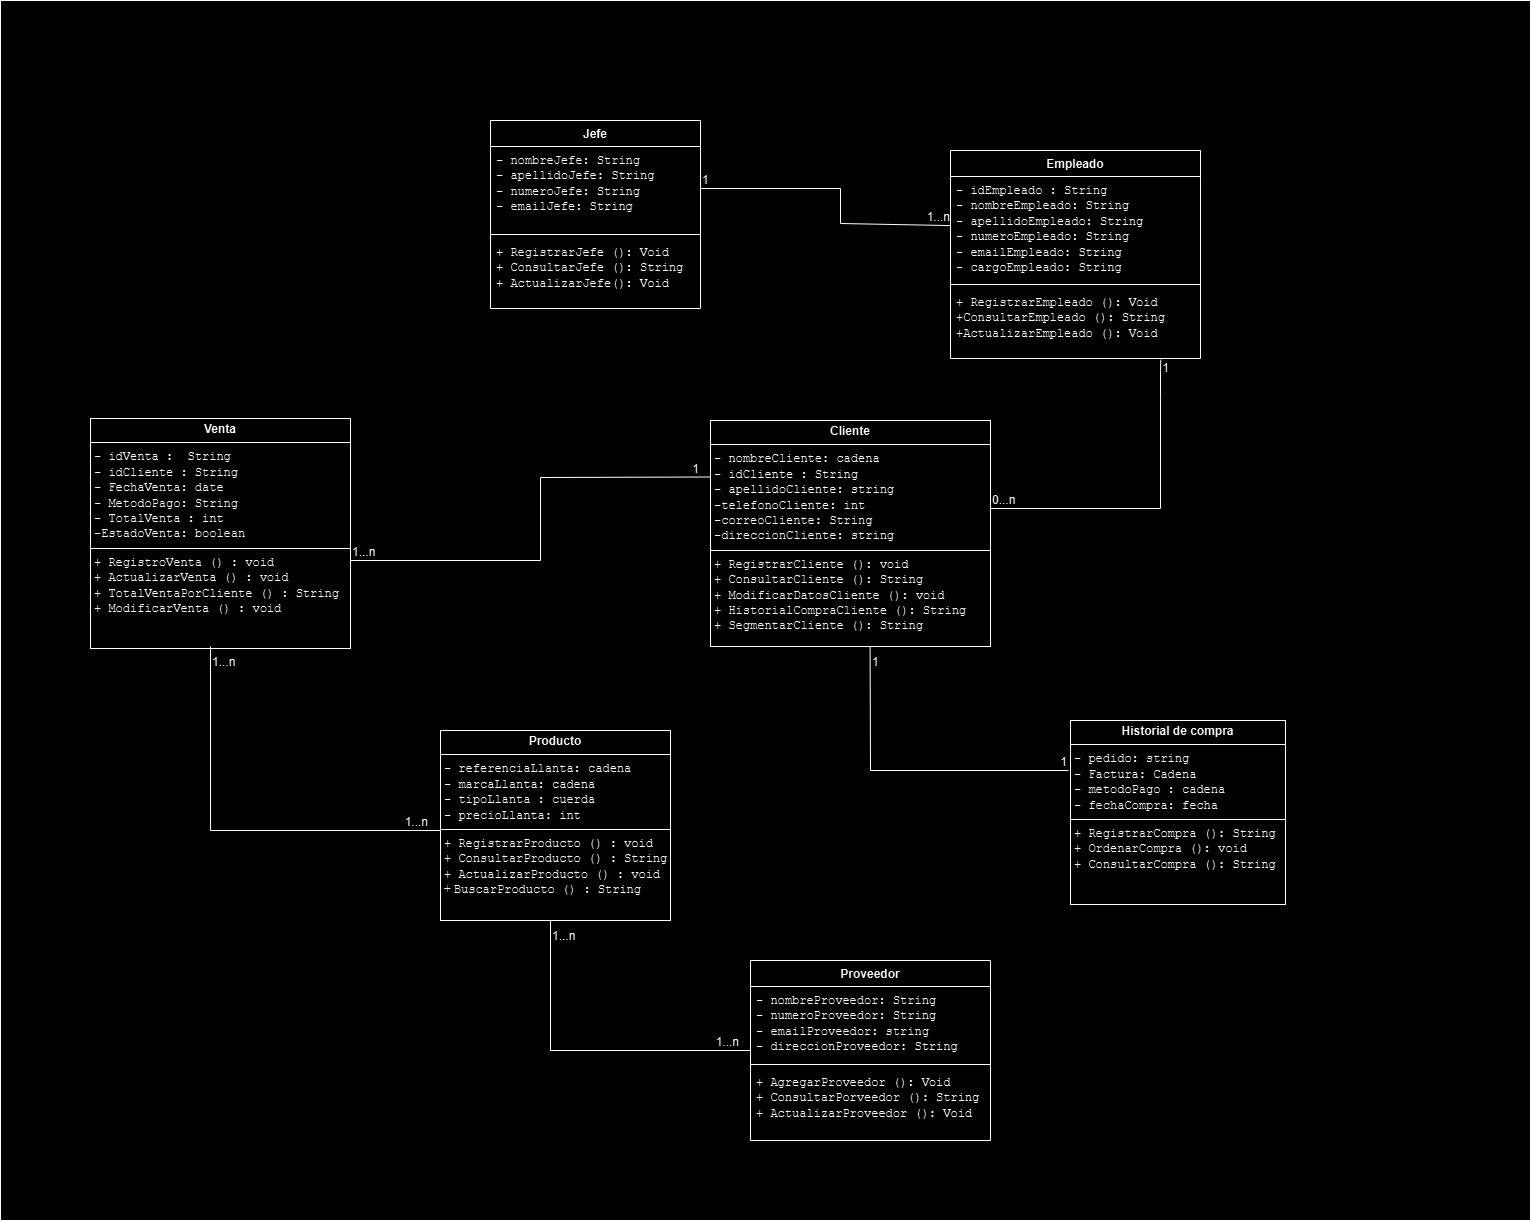 Jefe
- nombreJefe: String
- apellidoJefe: String
- numeroJefe: String
- emailJefe: String
+ RegistrarJefe (): Void
+ ConsultarJefe (): String
+ ActualizarJefe(): Void
1
1...n
Empleado
- idEmpleado : String
- nombreEmpleado: String
- apellidoEmpleado: String
- numeroEmpleado: String
- emailEmpleado: String
- cargoEmpleado: String
+ RegistrarEmpleado (): Void
+ConsultarEmpleado (): String
+ActualizarEmpleado (): Void
1
0...n
Venta
- idVenta :  String
- idCliente : String
- FechaVenta: date
- MetodoPago: String
- TotalVenta : int
-EstadoVenta: boolean
+ RegistroVenta () : void
+ ActualizarVenta () : void
+ TotalVentaPorCliente () : String
+ ModificarVenta () : void
1...n
1
Cliente
- nombreCliente: cadena
- idCliente : String
- apellidoCliente: string
-telefonoCliente: int
-correoCliente: String
-direccionCliente: string
+ RegistrarCliente (): void
+ ConsultarCliente (): String
+ ModificarDatosCliente (): void
+ HistorialCompraCliente (): String
+ SegmentarCliente (): String
1
1
Historial de compra
- pedido: string
- Factura: Cadena
- metodoPago : cadena
- fechaCompra: fecha
+ RegistrarCompra (): String
+ OrdenarCompra (): void
+ ConsultarCompra (): String
1...n
1...n
Producto
- referenciaLlanta: cadena
- marcaLlanta: cadena
- tipoLlanta : cuerda
- precioLlanta: int
+ RegistrarProducto () : void
+ ConsultarProducto () : String
+ ActualizarProducto () : void
+BuscarProducto () : String
1...n
1...n
Proveedor
- nombreProveedor: String
- numeroProveedor: String
- emailProveedor: string
- direccionProveedor: String
+ AgregarProveedor (): Void
+ ConsultarPorveedor (): String
+ ActualizarProveedor (): Void